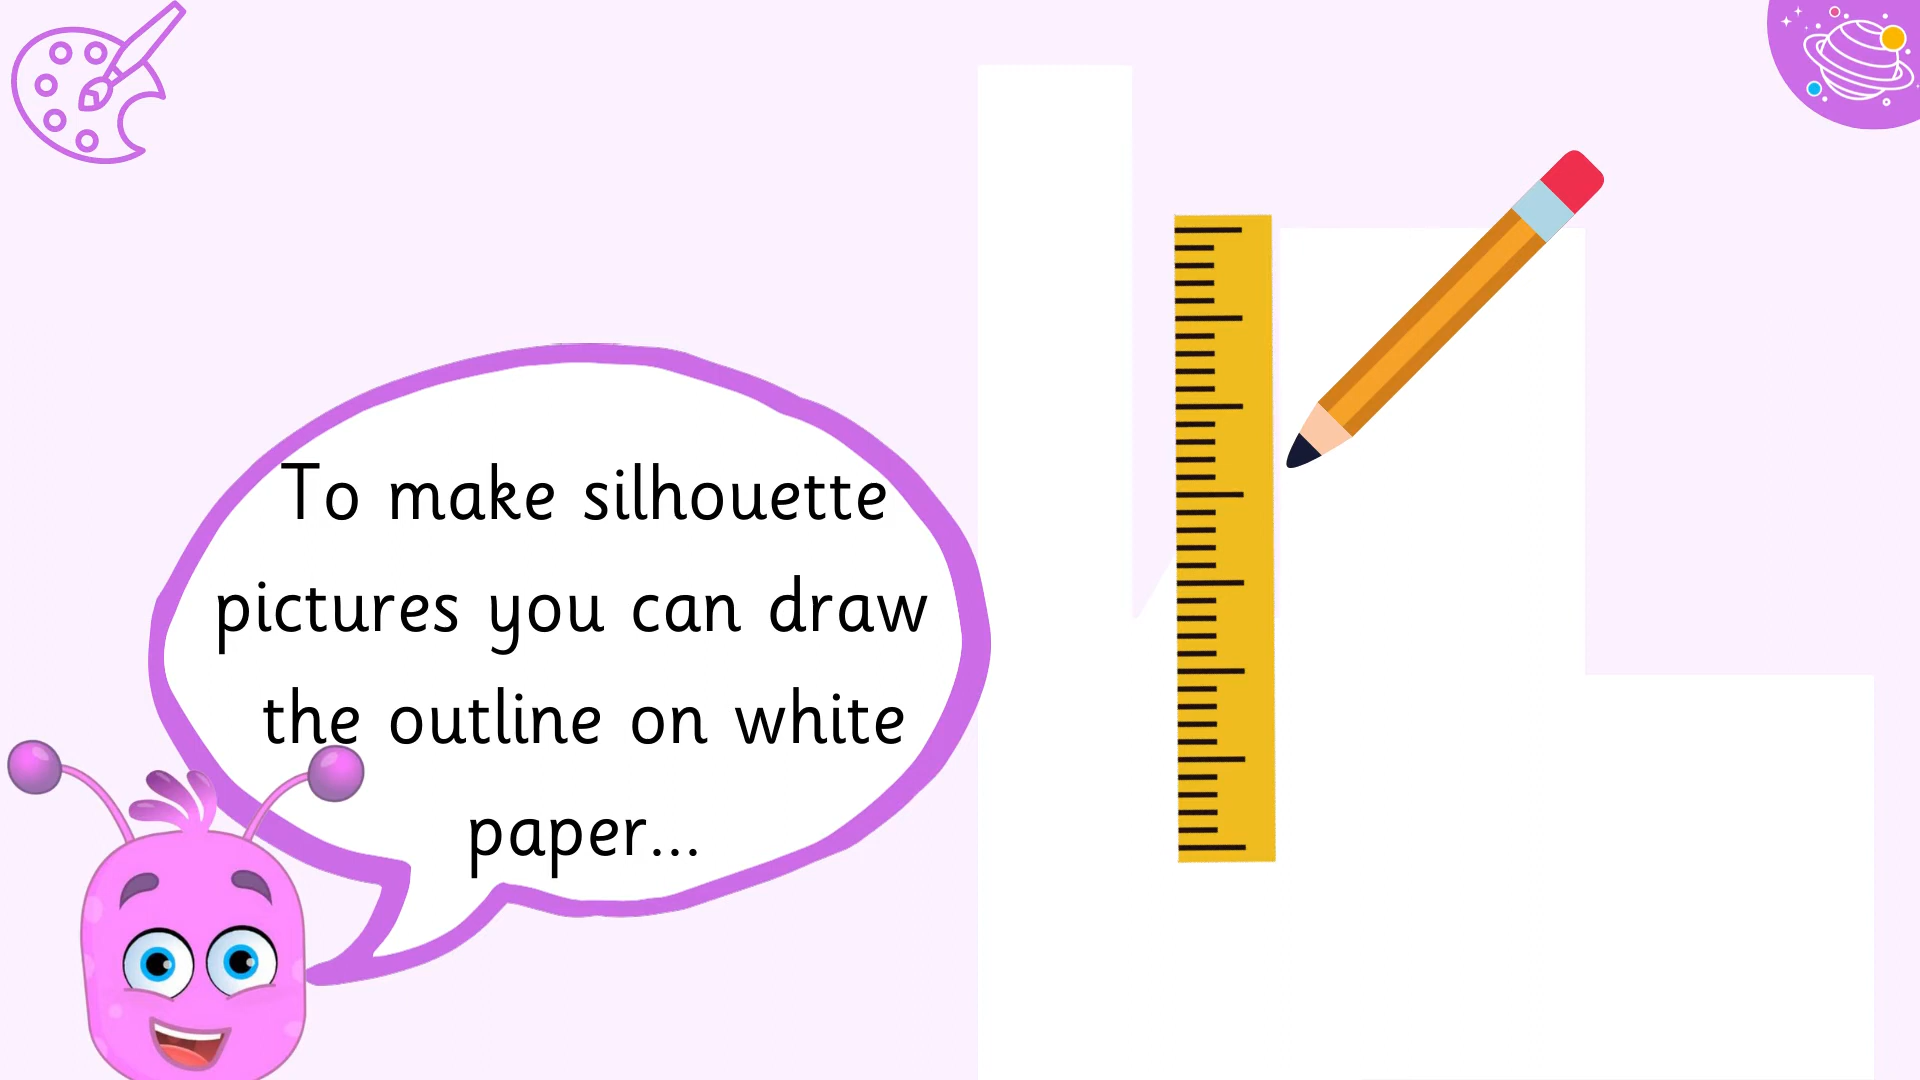 To make silhouette
pictures you can draw
the outline on white
paper...